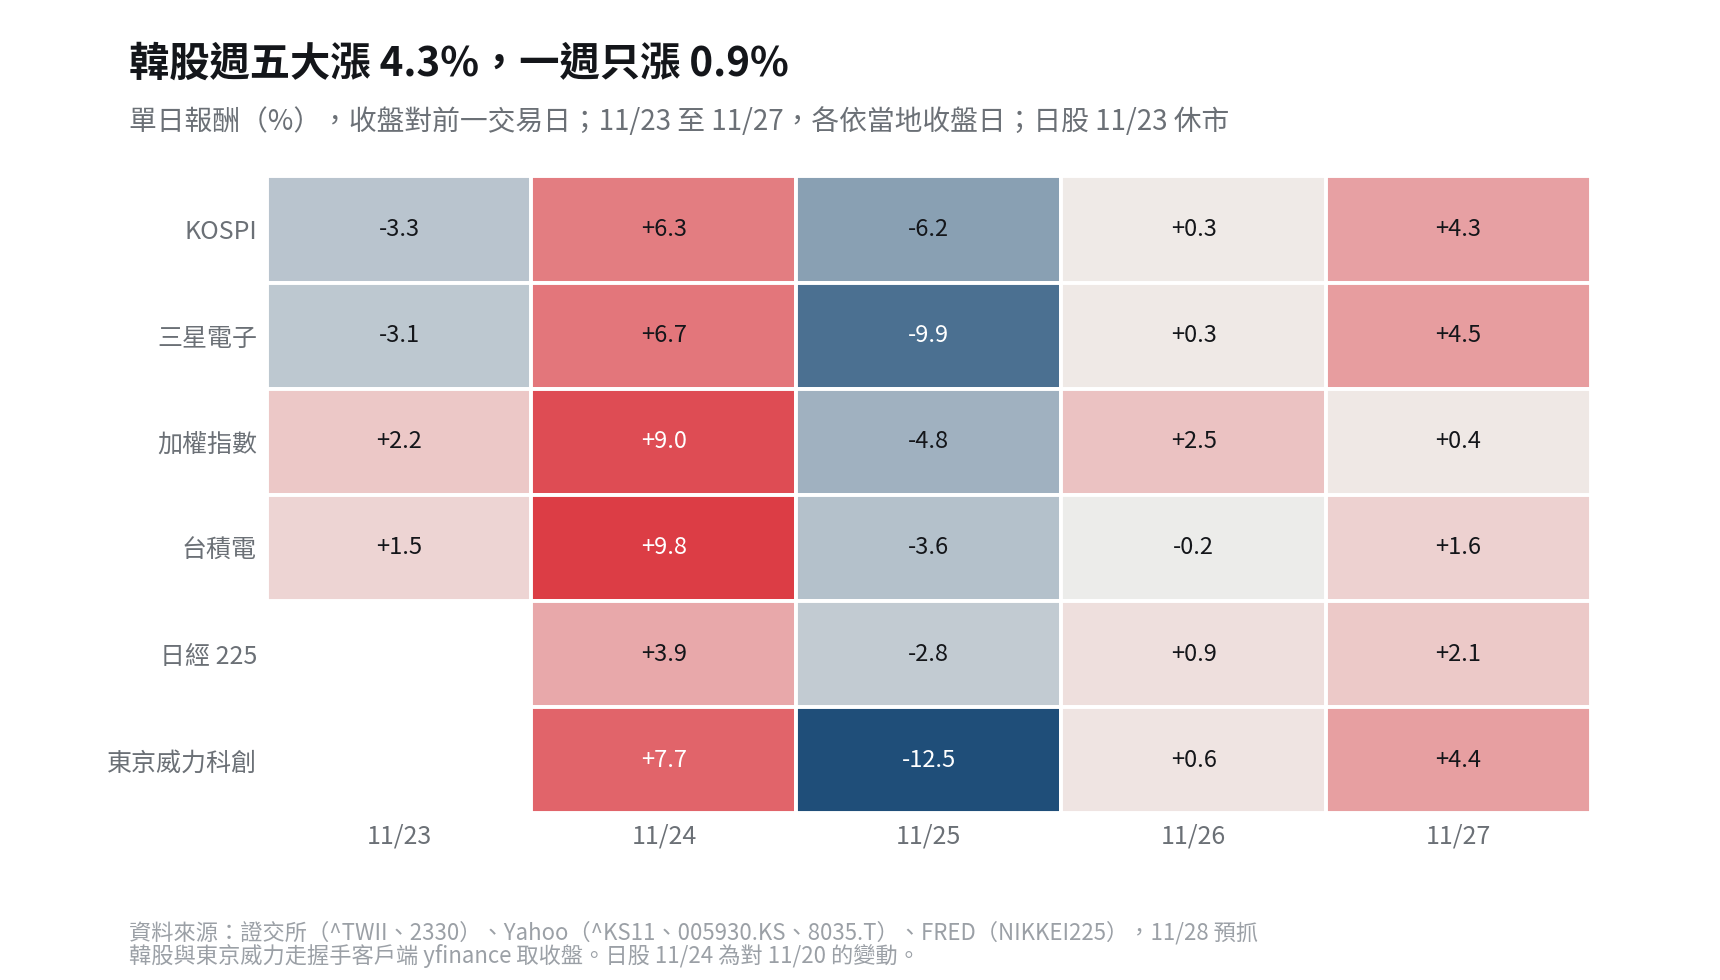 韓股週五大漲 4.3%，一週只漲 0.9%
單日報酬（%），收盤對前一交易日；11/23 至 11/27，各依當地收盤日；日股 11/23 休市
KOSPI -3.3 +6.3 -6.2 +0.3 +4.3
三星電子 -3.1 +6.7 -9.9 +0.3 +4.5
加權指數 +2.2 +9.0 -4.8 +2.5 +0.4
台積電 +1.5 +9.8 -3.6 -0.2 +1.6
日經 225 +3.9 -2.8 +0.9 +2.1
東京威力科創 +7.7 -12.5 +0.6 +4.4
11/23 11/24 11/25 11/26 11/27
資料來源：證交所（^TWII、2330）、Yahoo（^KS11、005930.KS、8035.T）、FRED（NIKKEI225），11/28 預抓
韓股與東京威力走握手客戶端 yfinance 取收盤。日股 11/24 為對 11/20 的變動。